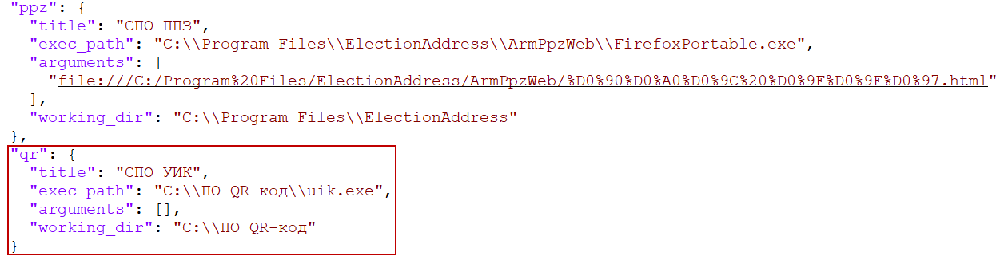 "ppz": {
"title": "СПО ППЗ",
"exec_path": "C:\\Program Files\\ElectionAddress\\ArmPpzWeb\\FirefoxPortable.exe",
"arguments": [
"file:///C:/Program%20Files/ElectionAddress/ArmPpzWeb/%D0%90%D0%A0%D0%9C%20%D0%9F%D0%9F%D0%97.html"
],
"working_dir": "C:\\Program Files\\ElectionAddress"
},
"qr": {
"title": "СПО УИК",
"exec_path": "C:\\ПО QR-код\\uik.exe",
"arguments": [],
"working_dir": "C:\\ПО QR-код"
}